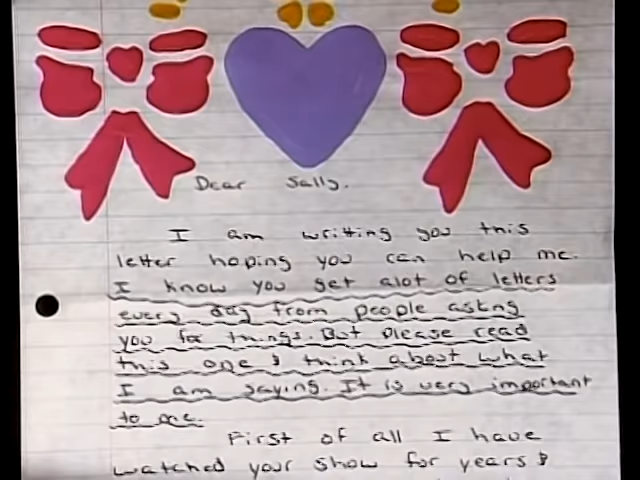 Dear Sally.
I am writting you this
letter hoping you can help me.
I know you get alot of letters
every day from people asking
you for things. But please read
this one & think about what
I am saying. It is very important
to me.
First of all I have
watched your show for years &